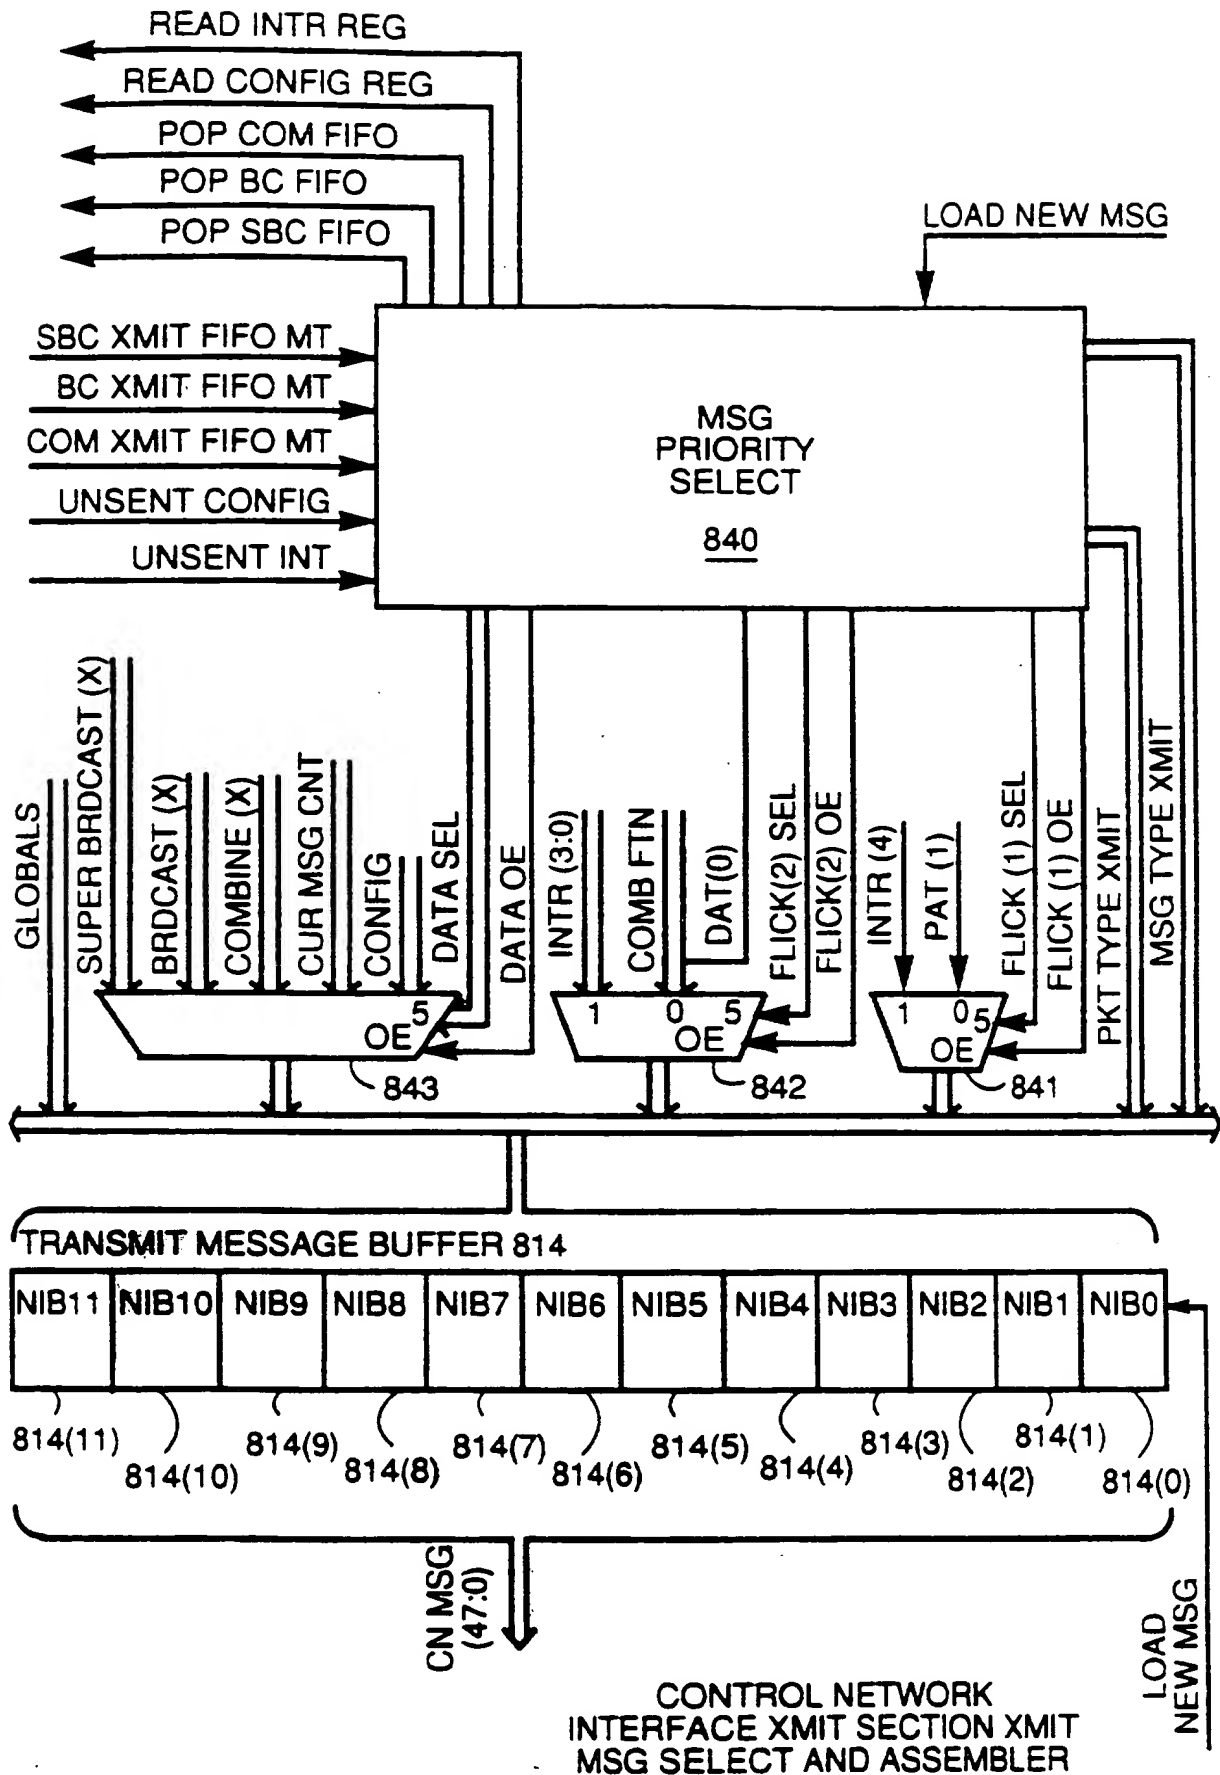 READ INTR REG
READ CONFIG REG
POP COM FIFO
POP BC FIFO
POP SBC FIFO
LOAD NEW MSG
SBC XMIT FIFO MT
BC XMIT FIFO MT
COM XMIT FIFO MT
UNSENT CONFIG
UNSENT INT
MSG
PRIORITY
SELECT
840
GLOBALS
SUPER BRDCAST (X)
BRDCAST (X)
COMBINE (X)
CUR MSG CNT
CONFIG
DATA SEL
DATA OE
INTR (3:0)
COMB FTN
DAT(0)
FLICK(2) SEL
FLICK(2) OE
INTR (4)
PAT (1)
FLICK (1) SEL
FLICK (1) OE
PKT TYPE XMIT
MSG TYPE XMIT
5
OE
843
1 0 5
OE
842
1 0 5
OE
841
TRANSMIT MESSAGE BUFFER 814
NIB11 NIB10 NIB9 NIB8 NIB7 NIB6 NIB5 NIB4 NIB3 NIB2 NIB1 NIB0
814(11) 814(10) 814(9) 814(8) 814(7) 814(6) 814(5) 814(4) 814(3) 814(2) 814(1) 814(0)
CN MSG
(47:0)
LOAD
NEW MSG
CONTROL NETWORK
INTERFACE XMIT SECTION XMIT
MSG SELECT AND ASSEMBLER